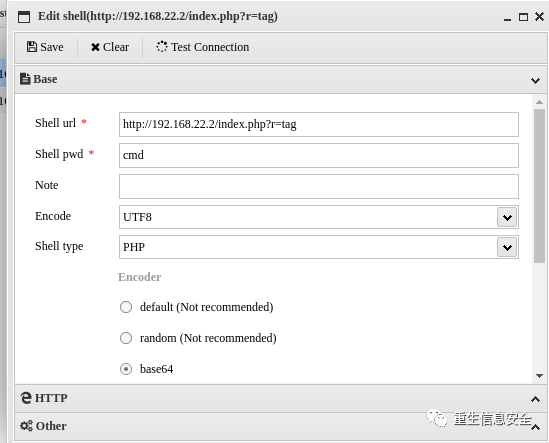 Edit shell(http://192.168.22.2/index.php?r=tag)
Save Clear Test Connection
Base
Shell url * http://192.168.22.2/index.php?r=tag
Shell pwd * cmd
Note
Encode UTF8
Shell type PHP
Encoder
default (Not recommended)
random (Not recommended)
base64
HTTP
Other
重生信息安全